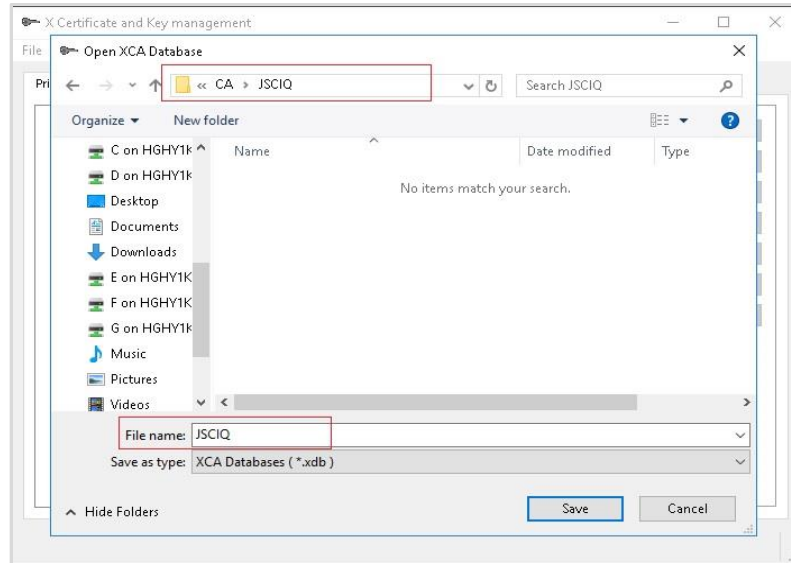 X Certificate and Key management
File
Open XCA Database
Pri
« CA > JSCIQ
Search JSCIQ
Organize
New folder
Name
Date modified
Type
No items match your search.
C on HGHY1K
D on HGHY1K
Desktop
Documents
Downloads
E on HGHY1K
F on HGHY1K
G on HGHY1K
Music
Pictures
Videos
File name: JSCIQ
Save as type: XCA Databases ( *.xdb )
Hide Folders
Save
Cancel